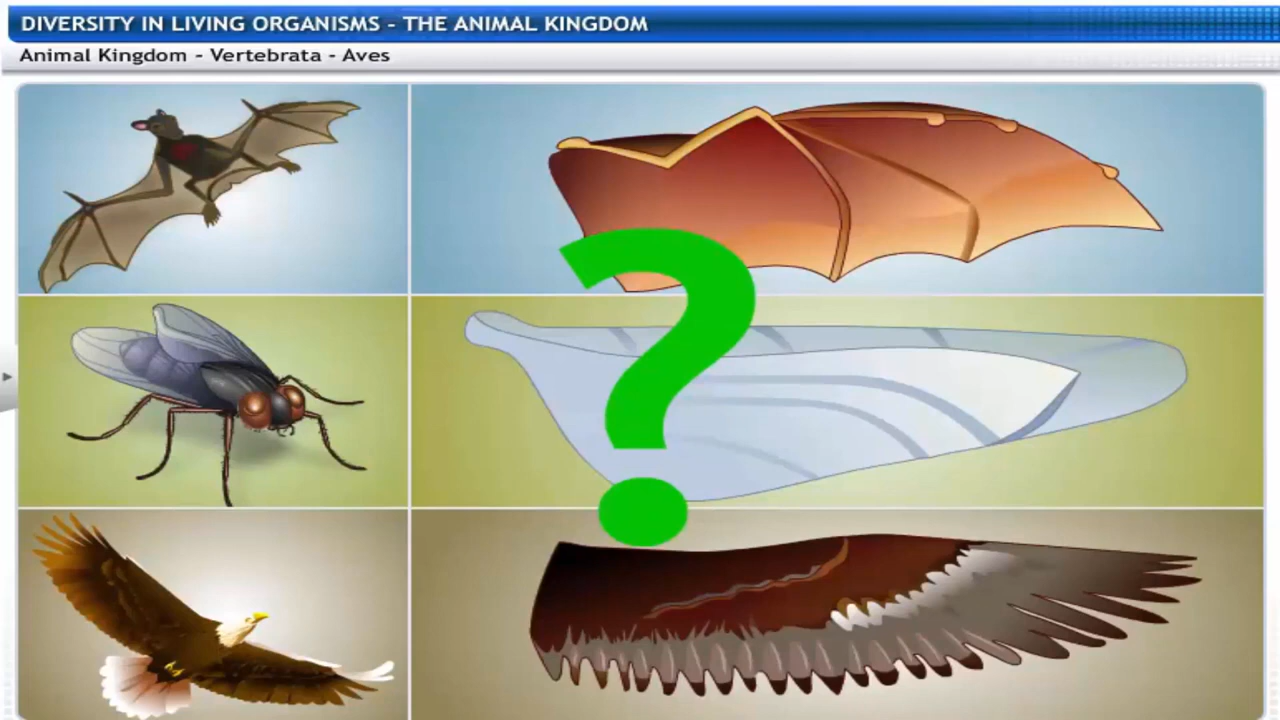 DIVERSITY IN LIVING ORGANISMS - THE ANIMAL KINGDOM
Animal Kingdom - Vertebrata - Aves
?